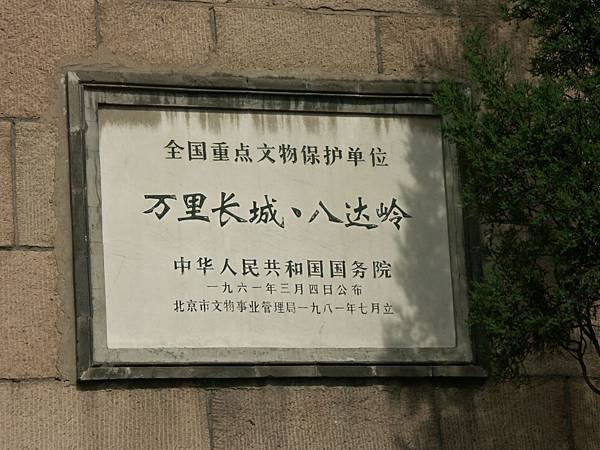 全国重点文物保护单位
万里长城、八达岭
中华人民共和国国务院
一九六一年三月四日公布
北京市文物事业管理局一九八一年七月立